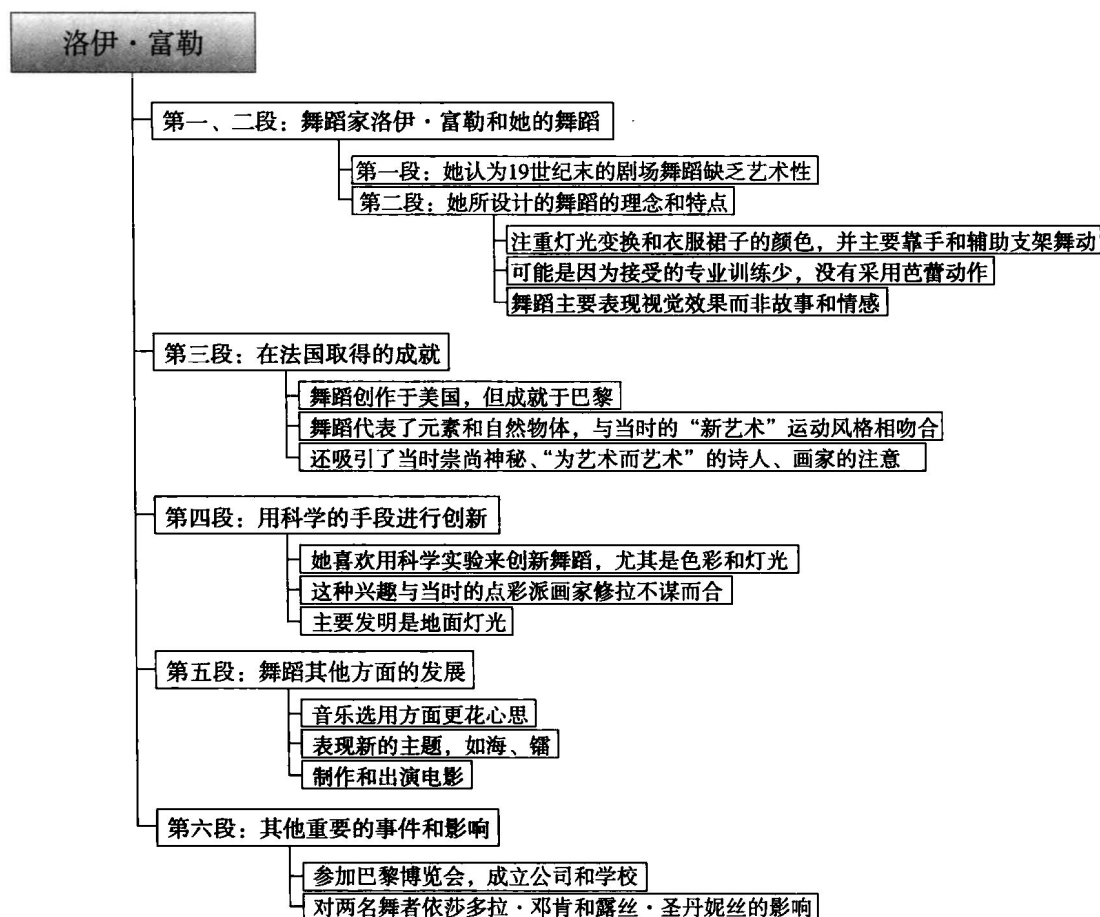 洛伊·富勒
第一、二段：舞蹈家洛伊·富勒和她的舞蹈
第一段：她认为19世纪末的剧场舞蹈缺乏艺术性
第二段：她所设计的舞蹈的理念和特点
注重灯光变换和衣服裙子的颜色，并主要靠手和辅助支架舞动
可能是因为接受的专业训练少，没有采用芭蕾动作
舞蹈主要表现视觉效果而非故事和情感
第三段：在法国取得的成就
舞蹈创作于美国，但成就于巴黎
舞蹈代表了元素和自然物体，与当时的“新艺术”运动风格相吻合
还吸引了当时崇尚神秘、“为艺术而艺术”的诗人、画家的注意
第四段：用科学的手段进行创新
她喜欢用科学实验来创新舞蹈，尤其是色彩和灯光
这种兴趣与当时的点彩派画家修拉不谋而合
主要发明是地面灯光
第五段：舞蹈其他方面的发展
音乐选用方面更花心思
表现新的主题，如海、镭
制作和出演电影
第六段：其他重要的事件和影响
参加巴黎博览会，成立公司和学校
对两名舞者依莎多拉·邓肯和露丝·圣丹妮丝的影响